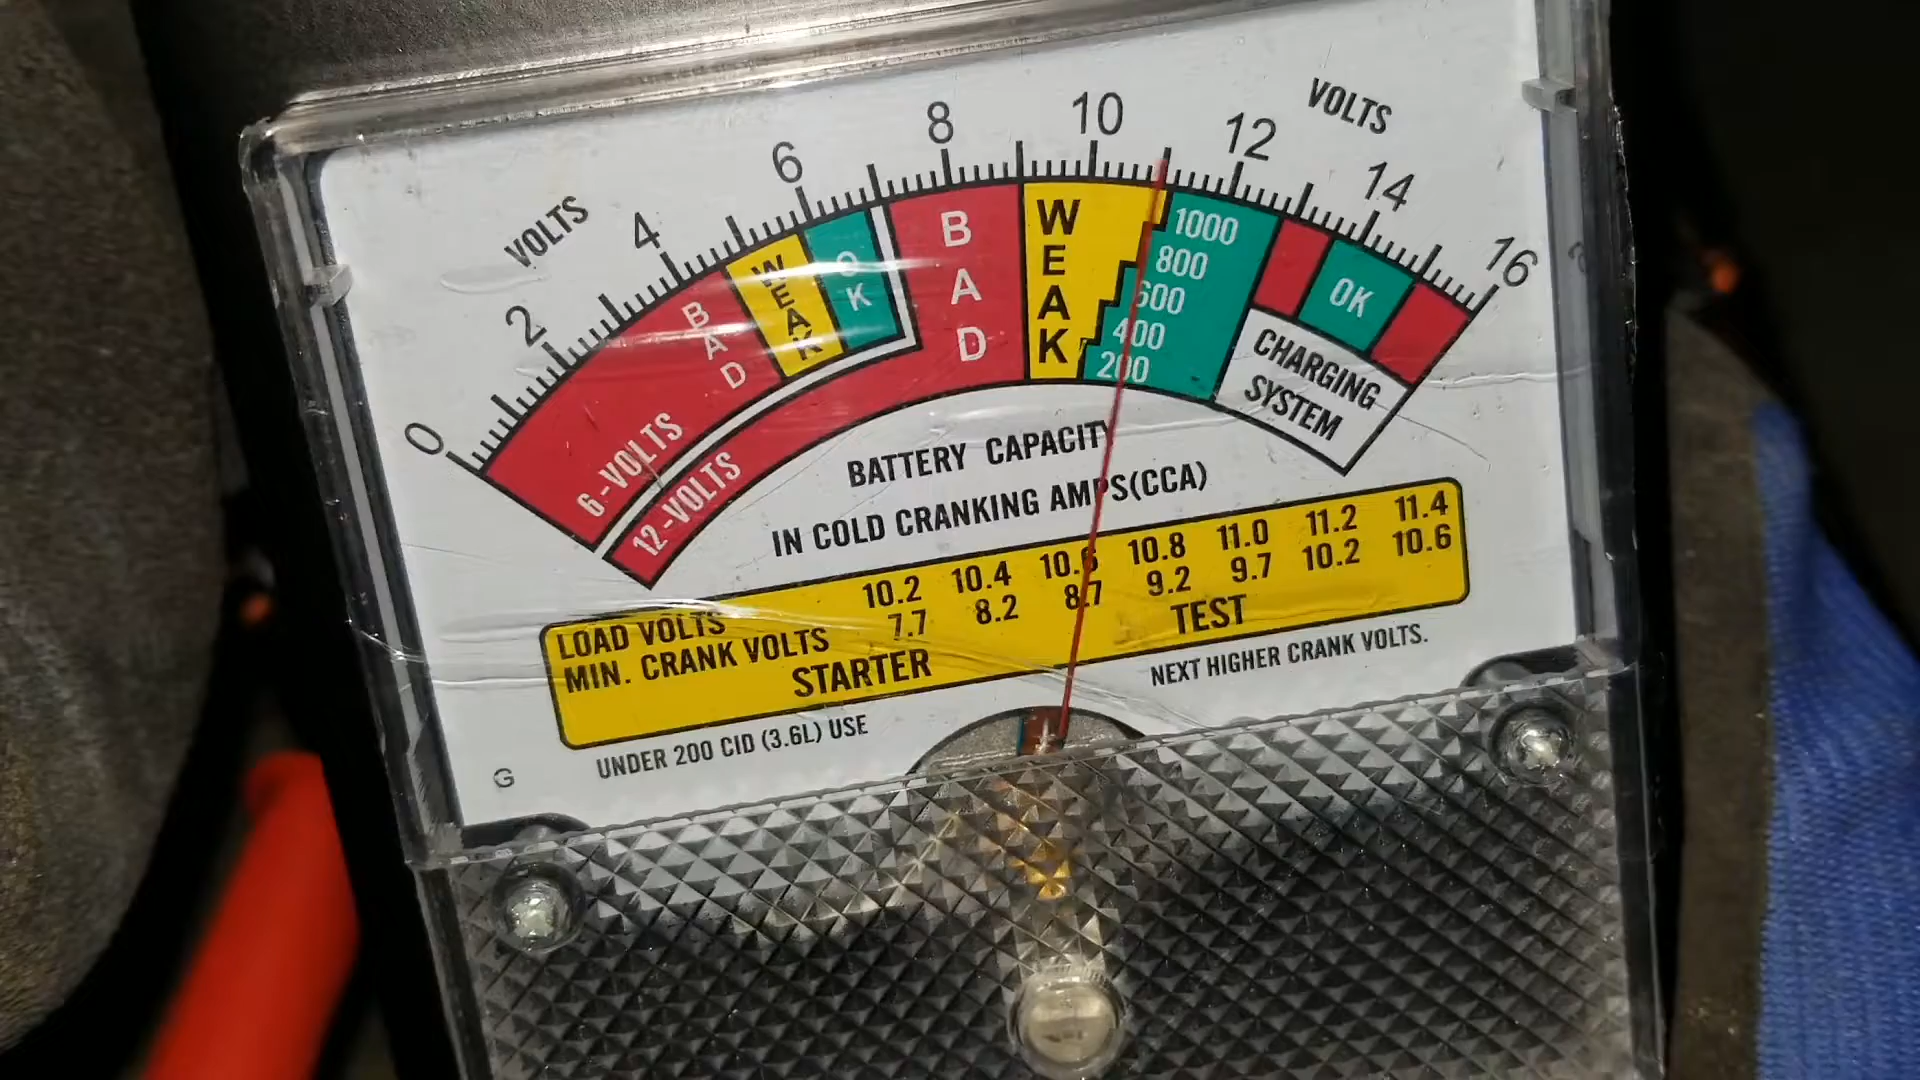 VOLTS
VOLTS
0
2
4
6
8
10
12
14
16
BAD
WEAK
OK
BAD
WEAK
1000
800
600
400
200
OK
6-VOLTS
12-VOLTS
CHARGING
SYSTEM
BATTERY CAPACITY
IN COLD CRANKING AMPS(CCA)
LOAD VOLTS 10.2 10.4 10.6 10.8 11.0 11.2 11.4
MIN. CRANK VOLTS 7.7 8.2 8.7 9.2 9.7 10.2 10.6
STARTER TEST
UNDER 200 CID (3.6L) USE NEXT HIGHER CRANK VOLTS.
G